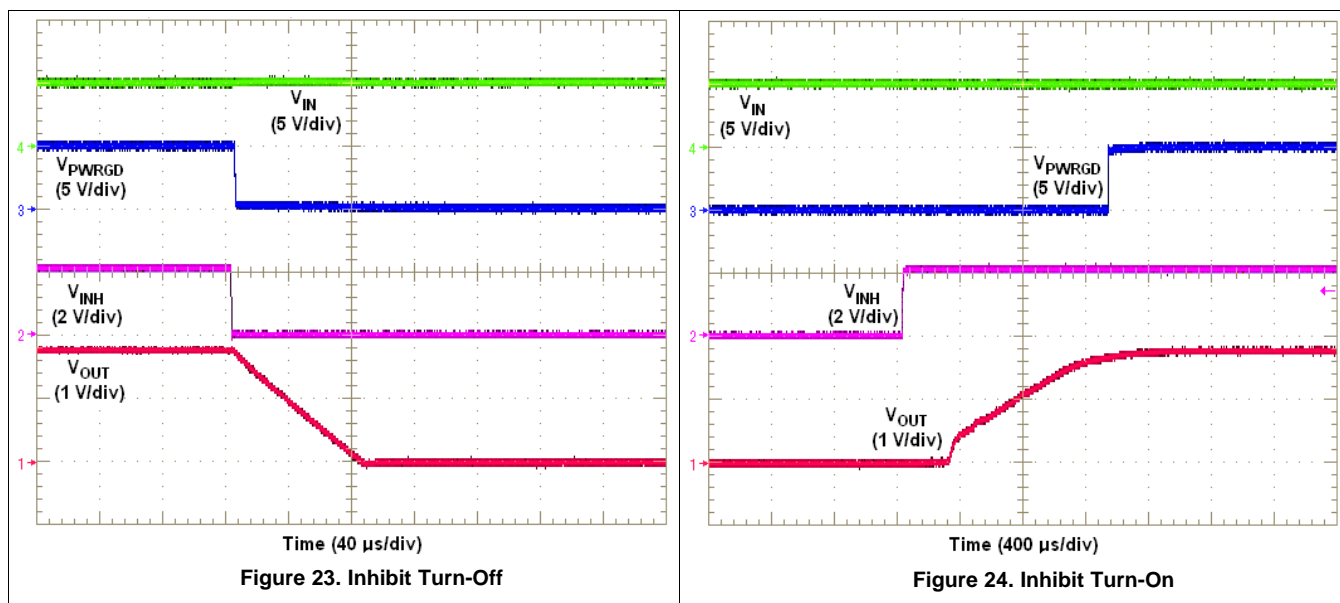 V_IN
(5 V/div)
4
V_PWRGD
(5 V/div)
3
V_INH
(2 V/div)
2
V_OUT
(1 V/div)
1
Time (40 µs/div)
Figure 23. Inhibit Turn-Off
V_IN
(5 V/div)
4
V_PWRGD
(5 V/div)
3
V_INH
(2 V/div)
2
V_OUT
(1 V/div)
1
Time (400 µs/div)
Figure 24. Inhibit Turn-On